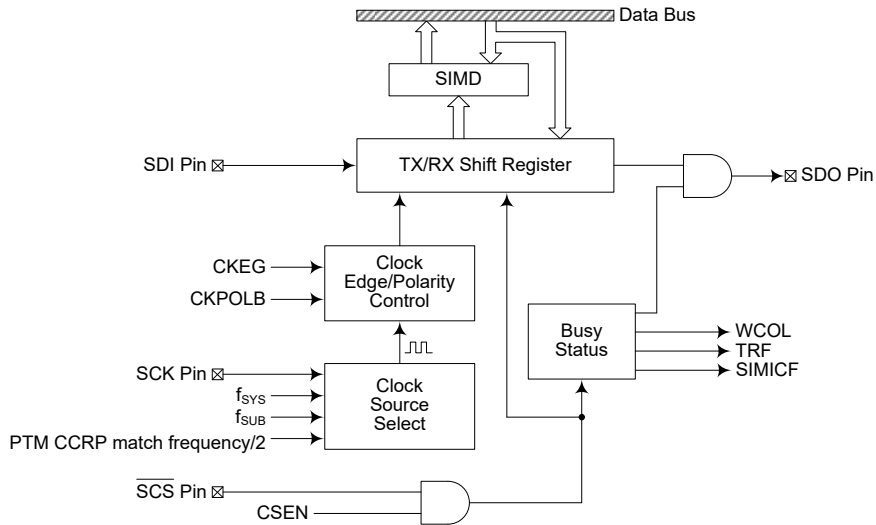 Data Bus
SIMD
SDI Pin
TX/RX Shift Register
SDO Pin
CKEG
CKPOLB
Clock
Edge/Polarity
Control
Busy
Status
WCOL
TRF
SIMICF
SCK Pin
fSYS
fSUB
PTM CCRP match frequency/2
Clock
Source
Select
SCS Pin
CSEN